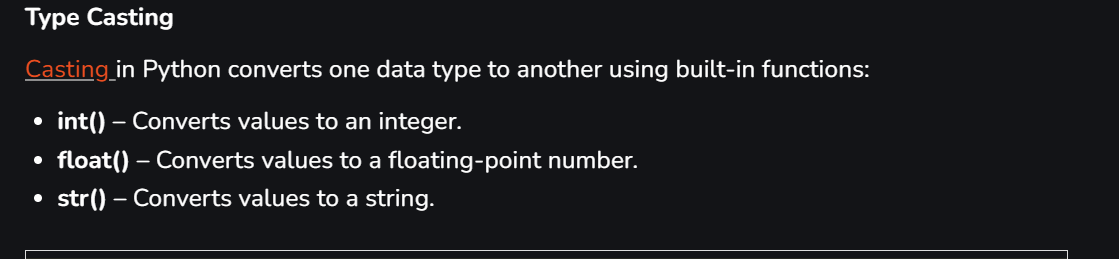 Type Casting
Casting in Python converts one data type to another using built-in functions:
• int() – Converts values to an integer.
• float() – Converts values to a floating-point number.
• str() – Converts values to a string.